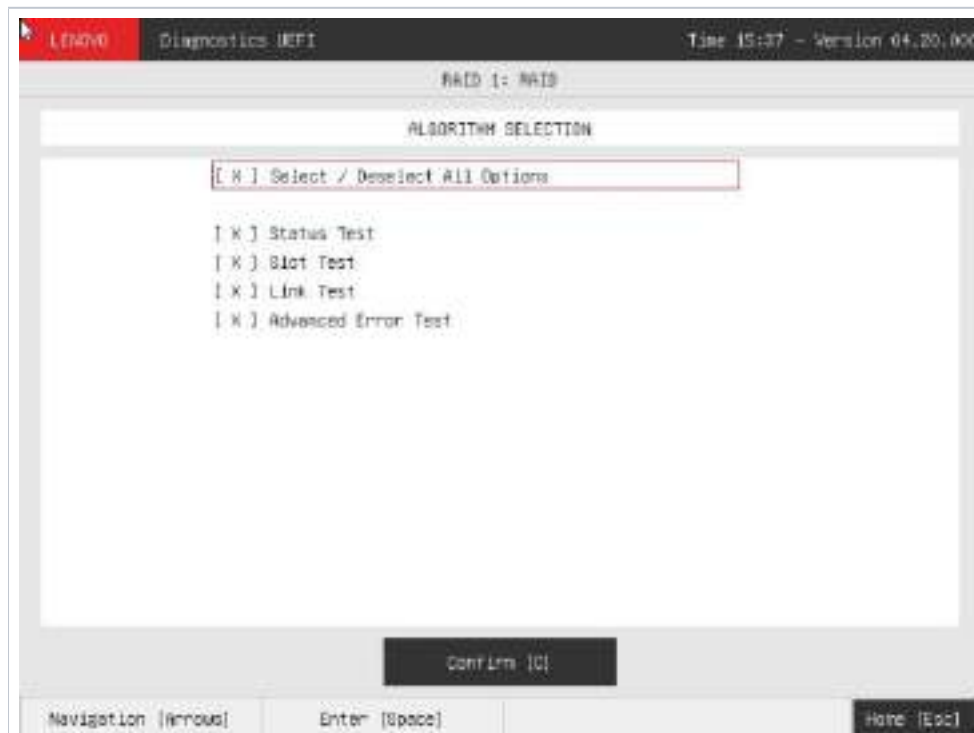 LENOVO Diagnostics UEFI Time 15:37 - Version 04.20.000
RAID 1: RAID
ALGORITHM SELECTION
[ X ] Select / Deselect All Options
[ X ] Status Test
[ X ] Slot Test
[ X ] Link Test
[ X ] Advanced Error Test
Confirm [C]
Navigation [Arrows] Enter [Space] Home [Esc]